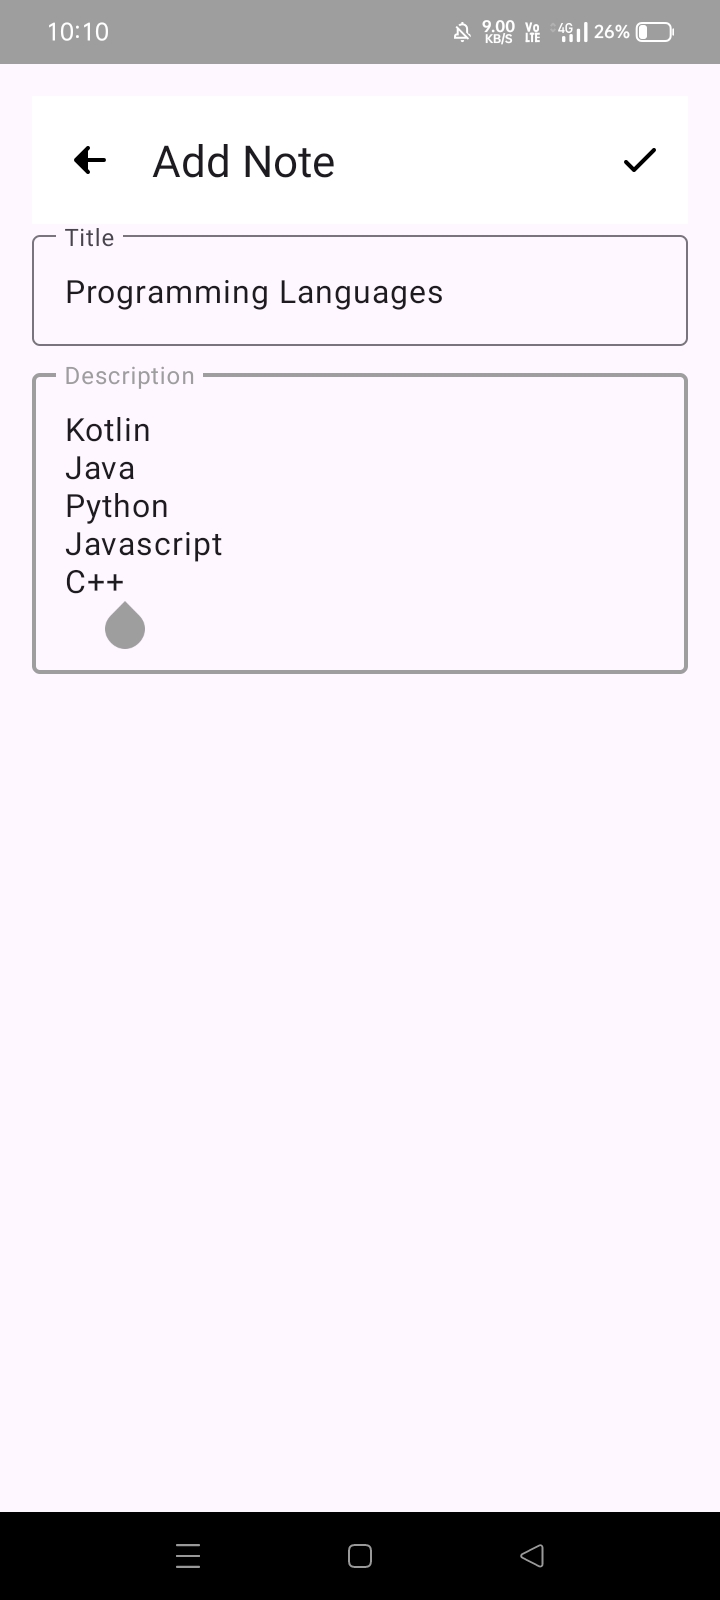 10:10
9.00 KB/S Vo LTE 4G 26%
Add Note
Title
Programming Languages
Description
Kotlin
Java
Python
Javascript
C++